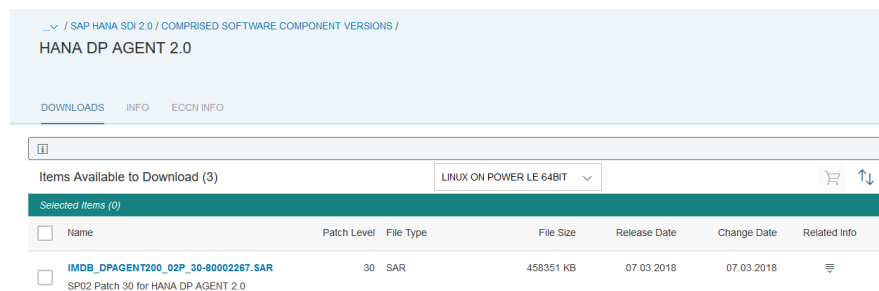 ... / SAP HANA SDI 2.0 / COMPRISED SOFTWARE COMPONENT VERSIONS /
HANA DP AGENT 2.0
DOWNLOADS INFO ECCN INFO
Items Available to Download (3) LINUX ON POWER LE 64BIT
Selected Items (0)
Name Patch Level File Type File Size Release Date Change Date Related Info
IMDB_DPAGENT200_02P_30-80002267.SAR 30 SAR 458351 KB 07.03.2018 07.03.2018
SP02 Patch 30 for HANA DP AGENT 2.0